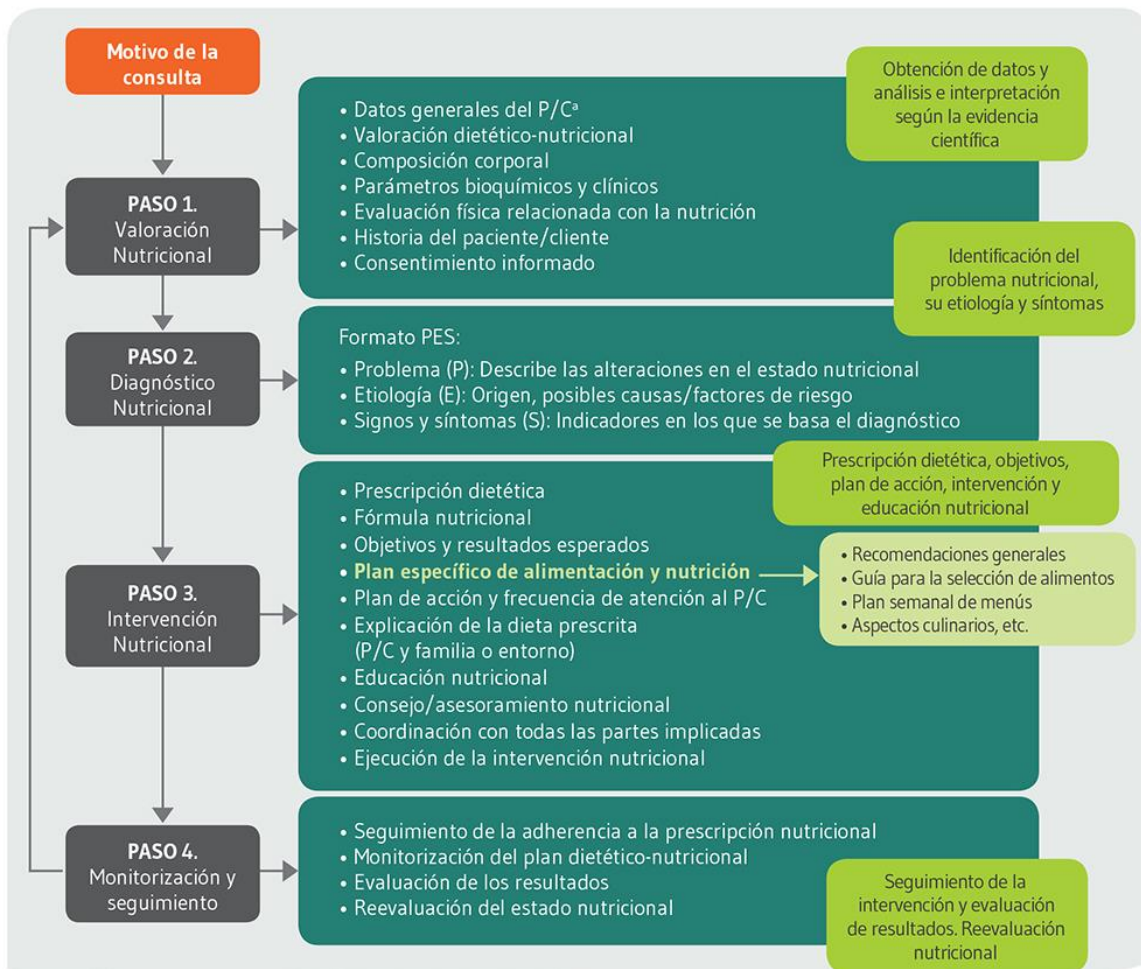 Motivo de la
consulta
Obtención de datos y
análisis e interpretación
según la evidencia
científica
PASO 1.
Valoración
Nutricional
• Datos generales del P/Cª
• Valoración dietético-nutricional
• Composición corporal
• Parámetros bioquímicos y clínicos
• Evaluación física relacionada con la nutrición
• Historia del paciente/cliente
• Consentimiento informado
Identificación del
problema nutricional,
su etiología y síntomas
PASO 2.
Diagnóstico
Nutricional
Formato PES:
• Problema (P): Describe las alteraciones en el estado nutricional
• Etiología (E): Origen, posibles causas/factores de riesgo
• Signos y síntomas (S): Indicadores en los que se basa el diagnóstico
Prescripción dietética, objetivos,
plan de acción, intervención y
educación nutricional
PASO 3.
Intervención
Nutricional
• Prescripción dietética
• Fórmula nutricional
• Objetivos y resultados esperados
• Plan específico de alimentación y nutrición
• Plan de acción y frecuencia de atención al P/C
• Explicación de la dieta prescrita
(P/C y familia o entorno)
• Educación nutricional
• Consejo/asesoramiento nutricional
• Coordinación con todas las partes implicadas
• Ejecución de la intervención nutricional
• Recomendaciones generales
• Guía para la selección de alimentos
• Plan semanal de menús
• Aspectos culinarios, etc.
PASO 4.
Monitorización y
seguimiento
• Seguimiento de la adherencia a la prescripción nutricional
• Monitorización del plan dietético-nutricional
• Evaluación de los resultados
• Reevaluación del estado nutricional
Seguimiento de la
intervención y evaluación
de resultados. Reevaluación
nutricional